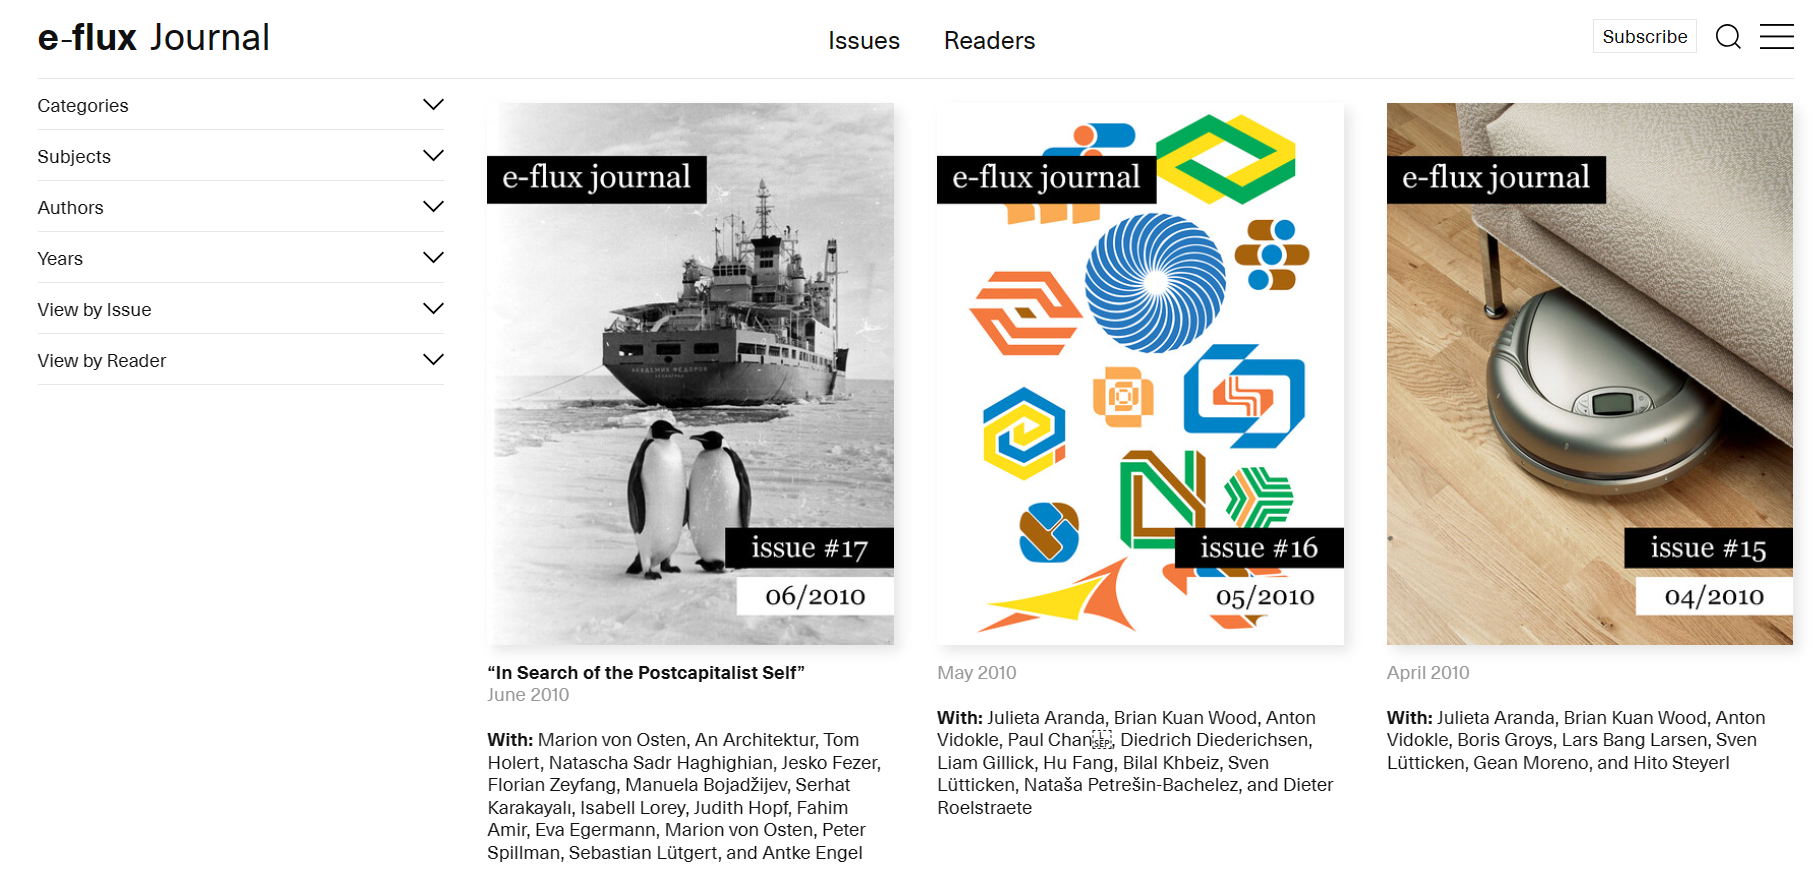 e-flux Journal
Issues
Readers
Subscribe
Categories
Subjects
Authors
Years
View by Issue
View by Reader
e-flux journal
АКАДЕМИК ФЕДОРОВ
issue #17
06/2010
“In Search of the Postcapitalist Self”
June 2010
With: Marion von Osten, An Architektur, Tom
Holert, Natascha Sadr Haghighian, Jesko Fezer,
Florian Zeyfang, Manuela Bojadžijev, Serhat
Karakayalı, Isabell Lorey, Judith Hopf, Fahim
Amir, Eva Egermann, Marion von Osten, Peter
Spillman, Sebastian Lütgert, and Antke Engel
e-flux journal
issue #16
05/2010
May 2010
With: Julieta Aranda, Brian Kuan Wood, Anton
Vidokle, Paul Chan, Diedrich Diederichsen,
Liam Gillick, Hu Fang, Bilal Khbeiz, Sven
Lütticken, Nataša Petrešin-Bachelez, and Dieter
Roelstraete
e-flux journal
issue #15
04/2010
April 2010
With: Julieta Aranda, Brian Kuan Wood, Anton
Vidokle, Boris Groys, Lars Bang Larsen, Sven
Lütticken, Gean Moreno, and Hito Steyerl